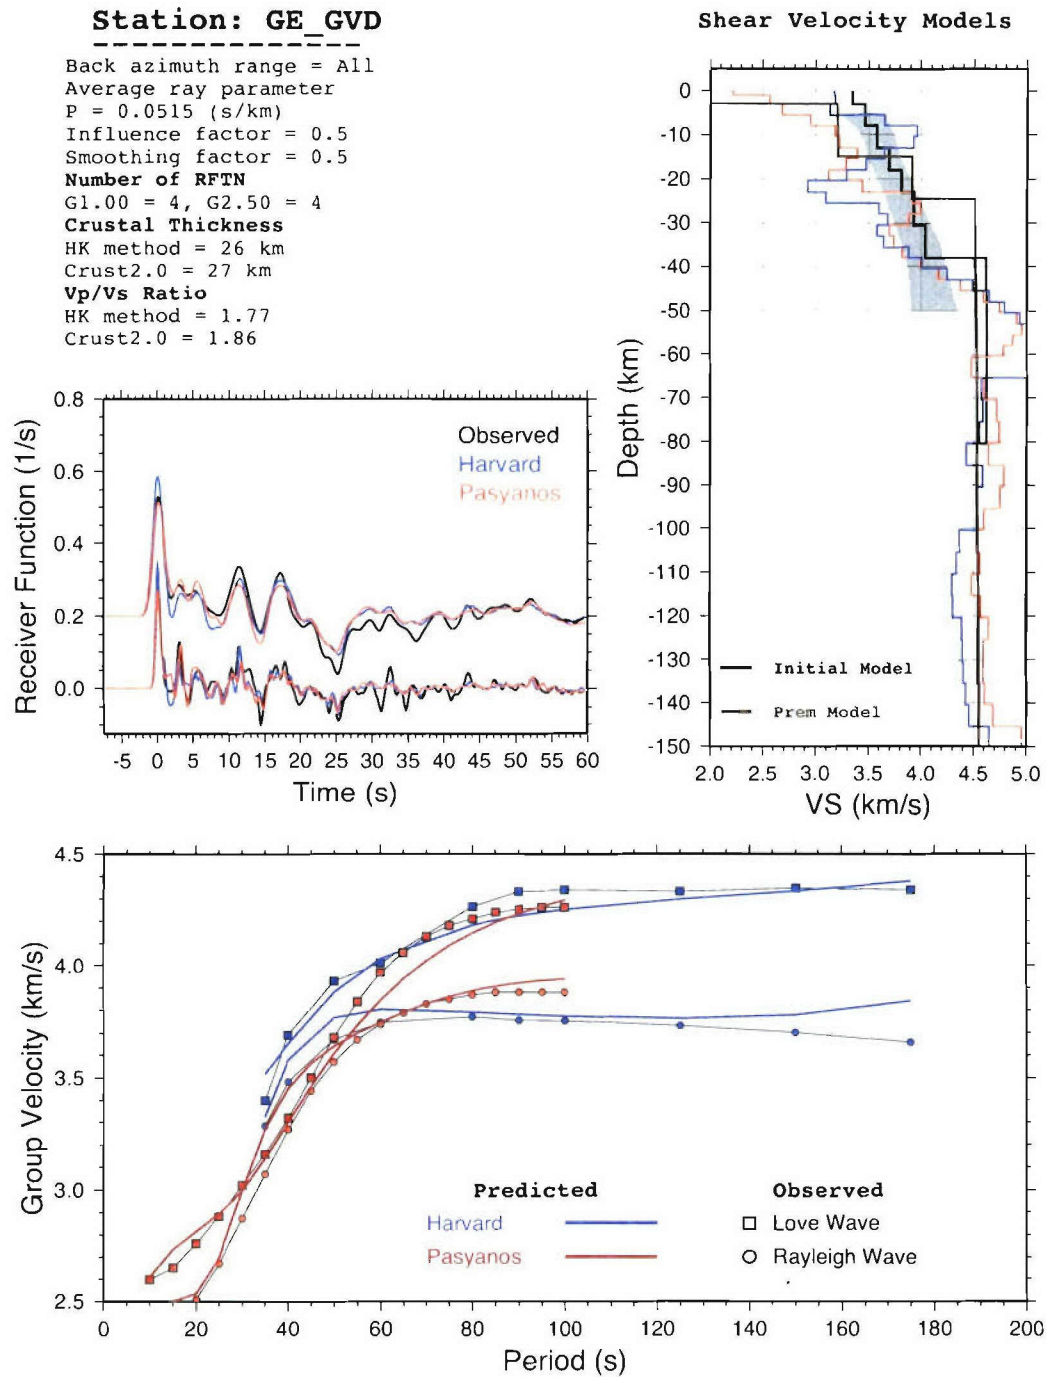 Station: GE_GVD
Back azimuth range = All
Average ray parameter
P = 0.0515 (s/km)
Influence factor = 0.5
Smoothing factor = 0.5
Number of RFTN
G1.00 = 4, G2.50 = 4
Crustal Thickness
HK method = 26 km
Crust2.0 = 27 km
Vp/Vs Ratio
HK method = 1.77
Crust2.0 = 1.86
Shear Velocity Models
0
-10
-20
-30
-40
-50
-60
-70
-80
-90
-100
-110
-120
-130
-140
-150
Depth (km)
Initial Model
Prem Model
2.0 2.5 3.0 3.5 4.0 4.5 5.0
VS (km/s)
0.8
0.6
0.4
0.2
0.0
Receiver Function (1/s)
Observed
Harvard
Pasyanos
-5 0 5 10 15 20 25 30 35 40 45 50 55 60
Time (s)
4.5
4.0
3.5
3.0
2.5
Group Velocity (km/s)
Predicted
Harvard
Pasyanos
Observed
Love Wave
Rayleigh Wave
0 20 40 60 80 100 120 140 160 180 200
Period (s)